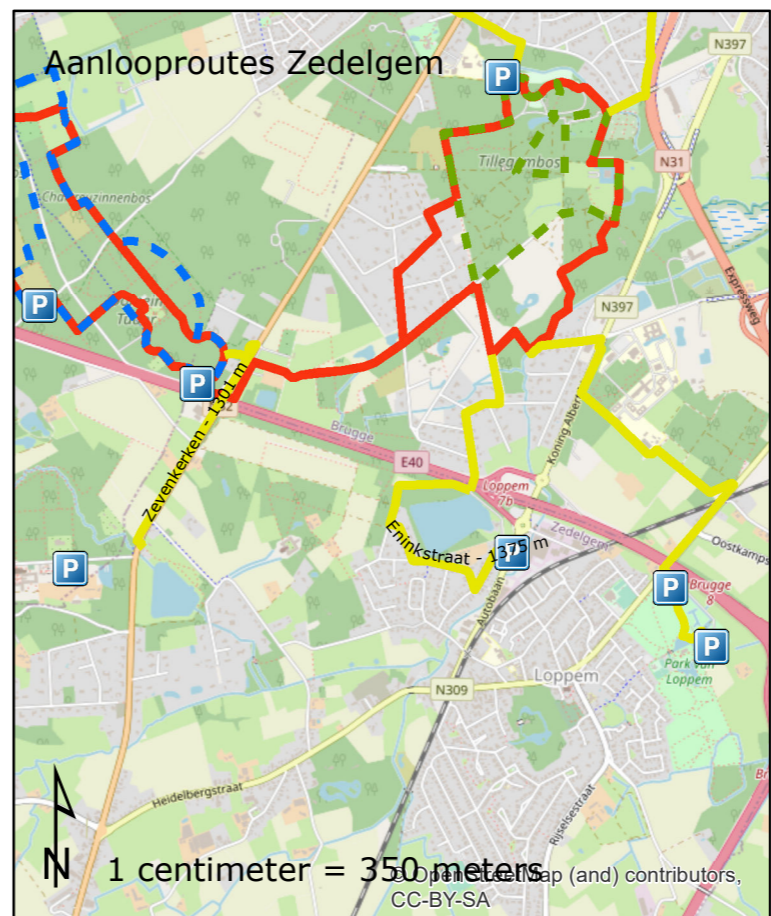 Aanlooproutes Zedelgem
P
N397
N31
Tillegembos
Chartreuzinnenbos
Expressweg
N397
P
P
Brugge
Koning Albert
Zevenkerken - 1301 m
E40
Loppem
7b
Zedelgem
Oostkamps
Eninkstraat - 1375 m
P
P
P
Brugge
8
Autobaan
P
Park van
Loppem
Loppem
N309
Heidelbergstraat
Rijselsestraat
N
1 centimeter = 350 meters
© OpenStreetMap (and) contributors,
CC-BY-SA